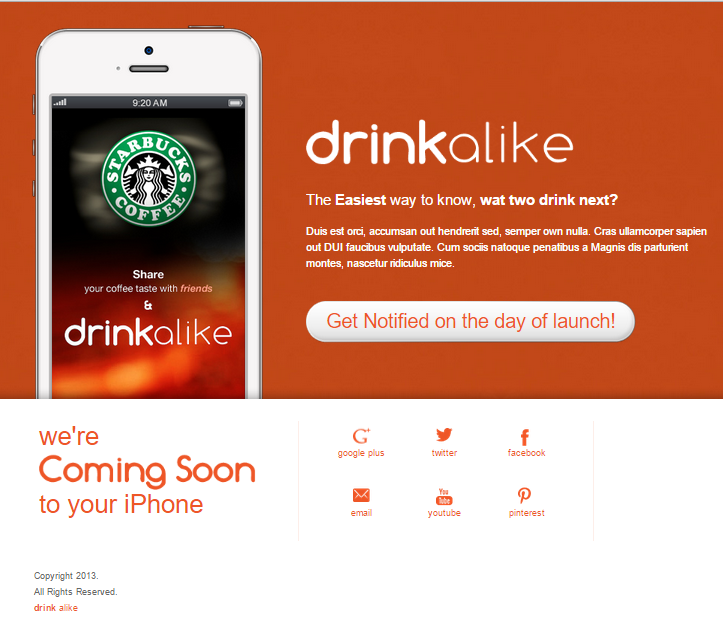 9:20 AM
STARBUCKS
COFFEE
Share
your coffee taste with friends
&
drinkalike
drinkalike
The Easiest way to know, wat two drink next?
Duis est orci, accumsan out hendrerit sed, semper own nulla. Cras ullamcorper sapien
out DUI faucibus vulputate. Cum sociis natoque penatibus a Magnis dis parturient
montes, nascetur ridiculus mice.
Get Notified on the day of launch!
we're
Coming Soon
to your iPhone
google plus
twitter
facebook
email
You Tube
youtube
pinterest
Copyright 2013.
All Rights Reserved.
drink alike